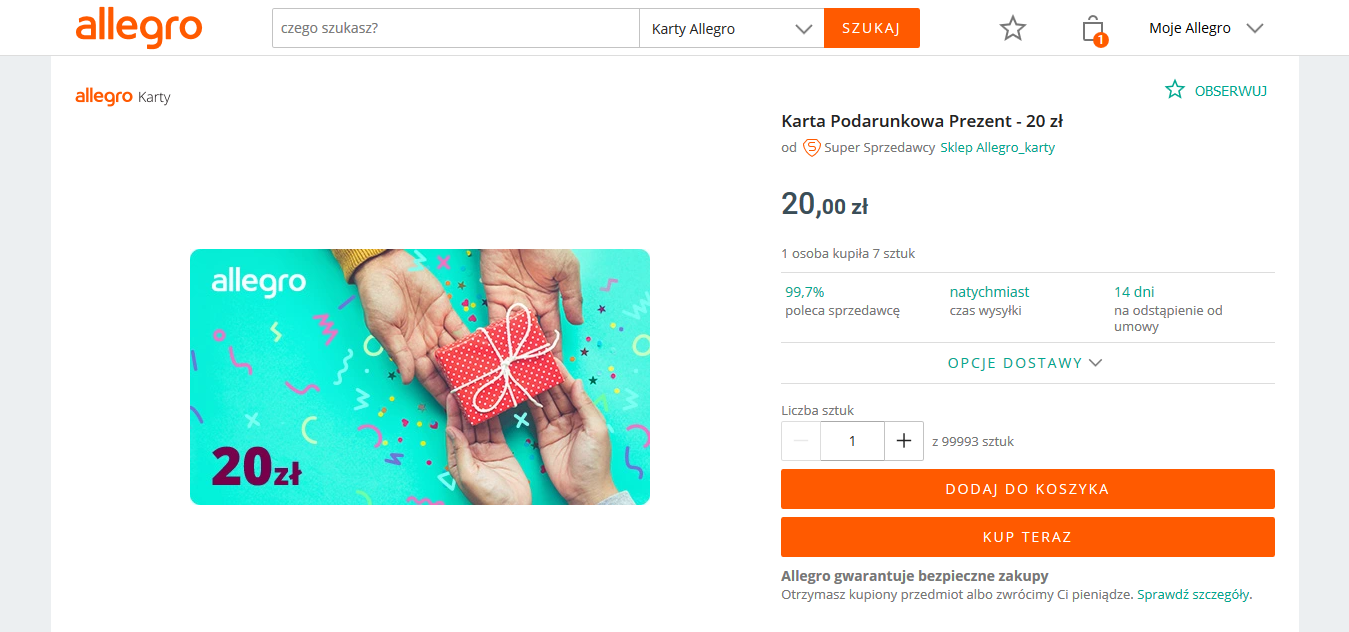 allegro
czego szukasz?
Karty Allegro
SZUKAJ
1
Moje Allegro
allegro Karty
OBSERWUJ
Karta Podarunkowa Prezent - 20 zł
od S Super Sprzedawcy Sklep Allegro_karty
20,00 zł
1 osoba kupiła 7 sztuk
99,7%
poleca sprzedawcę
natychmiast
czas wysyłki
14 dni
na odstąpienie od
umowy
OPCJE DOSTAWY
Liczba sztuk
— 1 + z 99993 sztuk
DODAJ DO KOSZYKA
KUP TERAZ
Allegro gwarantuje bezpieczne zakupy
Otrzymasz kupiony przedmiot albo zwrócimy Ci pieniądze. Sprawdź szczegóły.
allegro
20zł